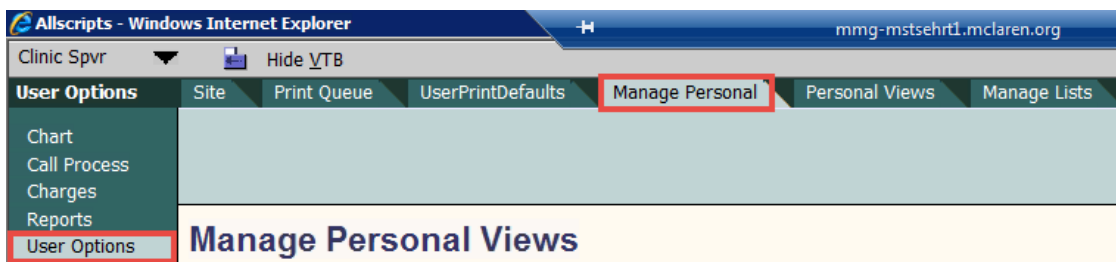 Allscripts - Windows Internet Explorer mmg-mstsehrt1.mclaren.org
Clinic Spvr Hide VTB
User Options Site Print Queue UserPrintDefaults Manage Personal Personal Views Manage Lists
Chart
Call Process
Charges
Reports
User Options
Manage Personal Views